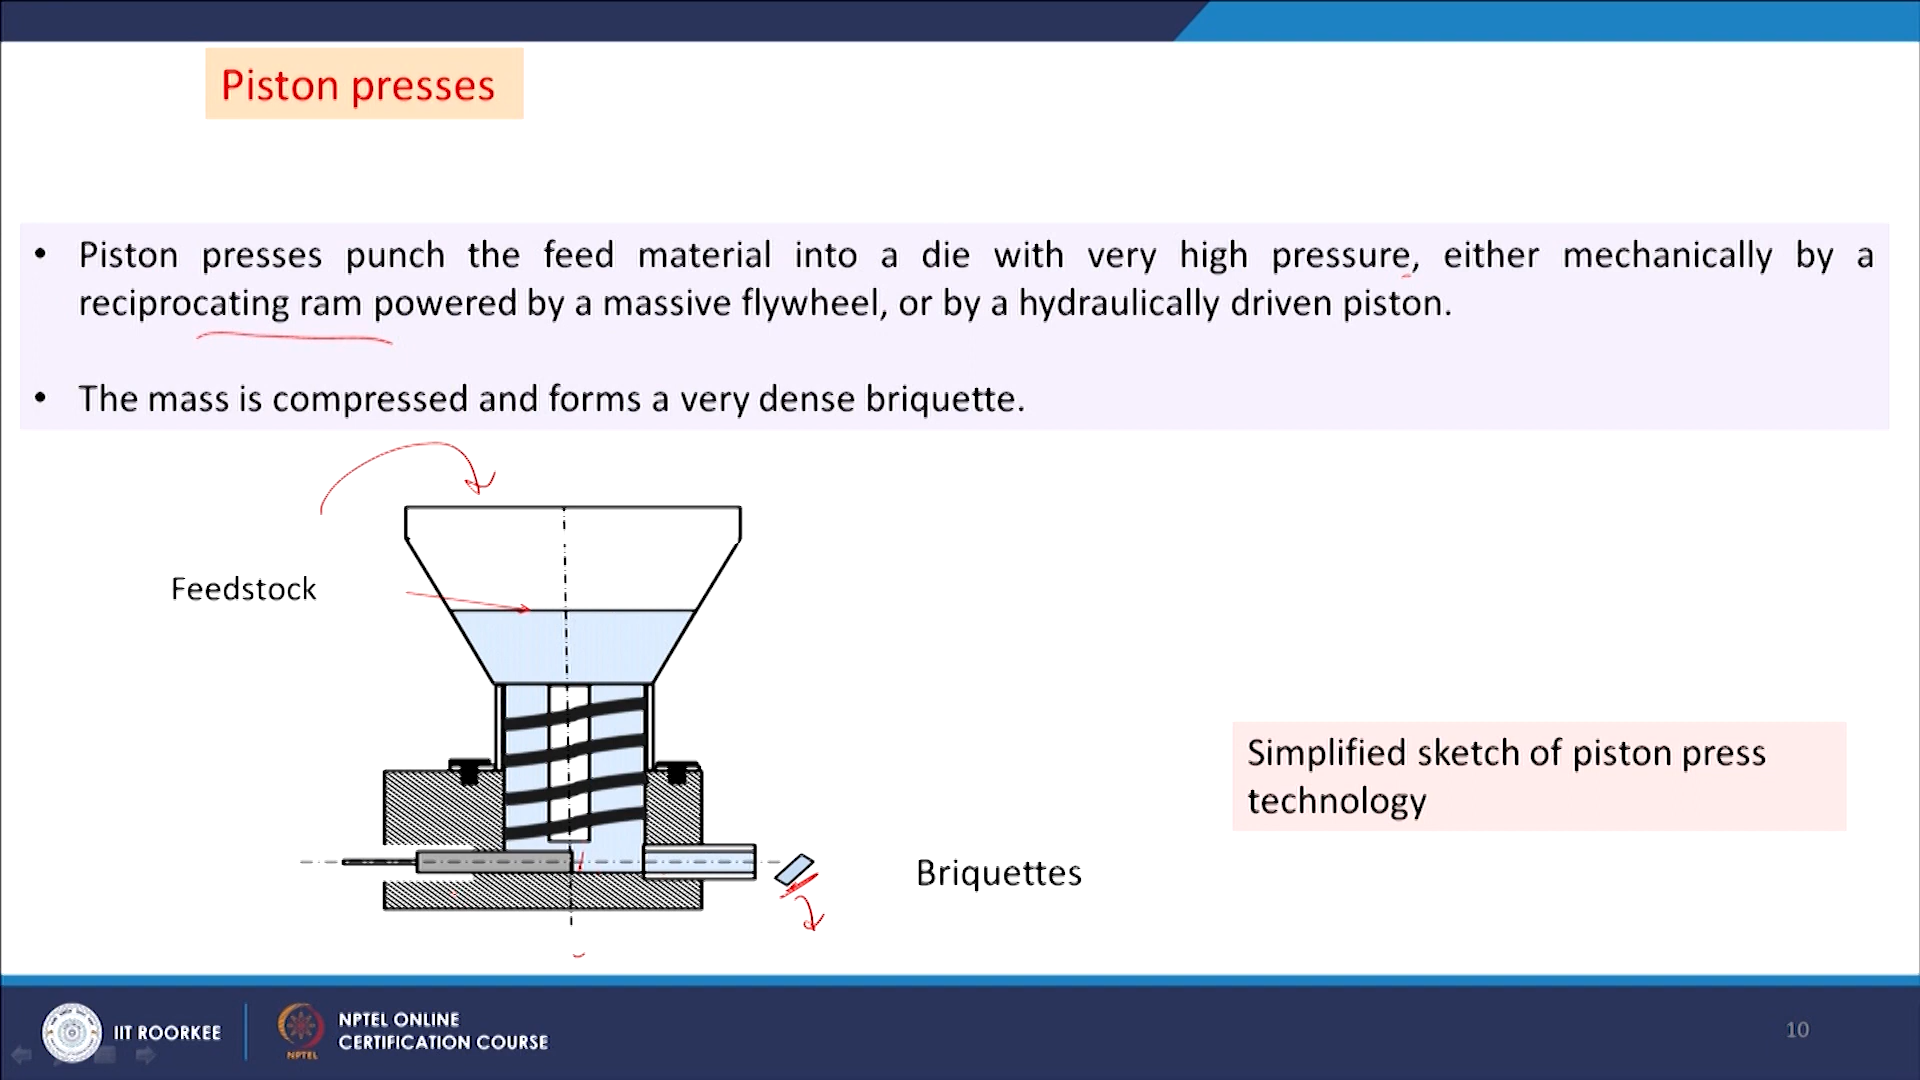 Piston presses
• Piston presses punch the feed material into a die with very high pressure, either mechanically by a
reciprocating ram powered by a massive flywheel, or by a hydraulically driven piston.
• The mass is compressed and forms a very dense briquette.
Feedstock
Simplified sketch of piston press
technology
Briquettes
IIT ROORKEE
NPTEL
NPTEL ONLINE
CERTIFICATION COURSE
10